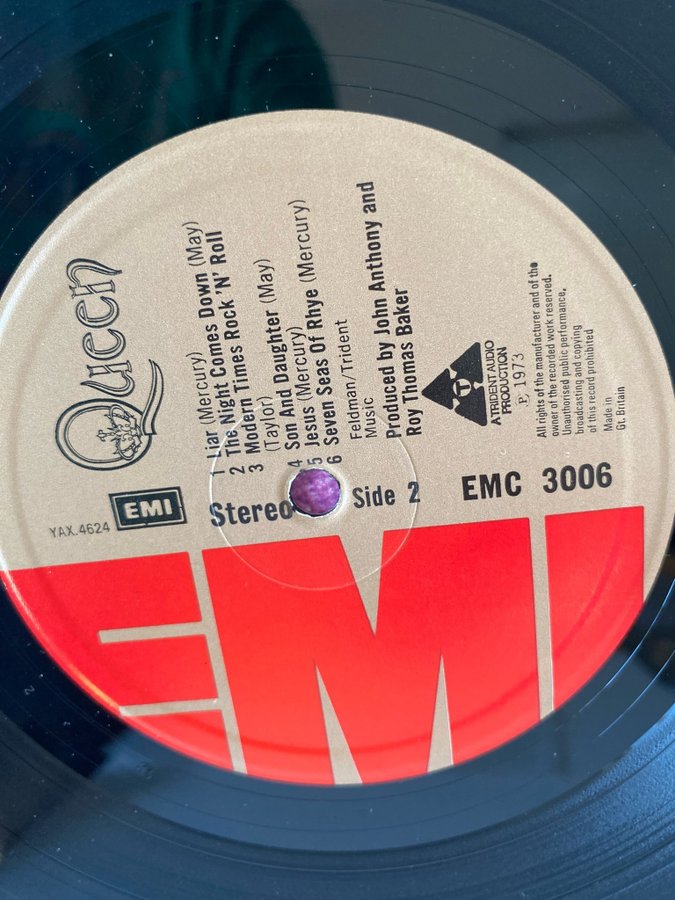 Queen
1 Liar (Mercury)
2 The Night Comes Down (May)
3 Modern Times Rock 'N' Roll
(Taylor)
4 Son And Daughter (May)
5 Jesus (Mercury)
6 Seven Seas Of Rhye (Mercury)
Feldman/Trident
Music
Produced by John Anthony and
Roy Thomas Baker
T
A TRIDENT AUDIO
PRODUCTION
℗ 1973
All rights of the manufacturer and of the
owner of the recorded work reserved.
Unauthorised public performance,
broadcasting and copying
of this record prohibited
Made in
Gt. Britain
YAX.4624
EMI
Stereo
Side 2
EMC 3006
EMI
2